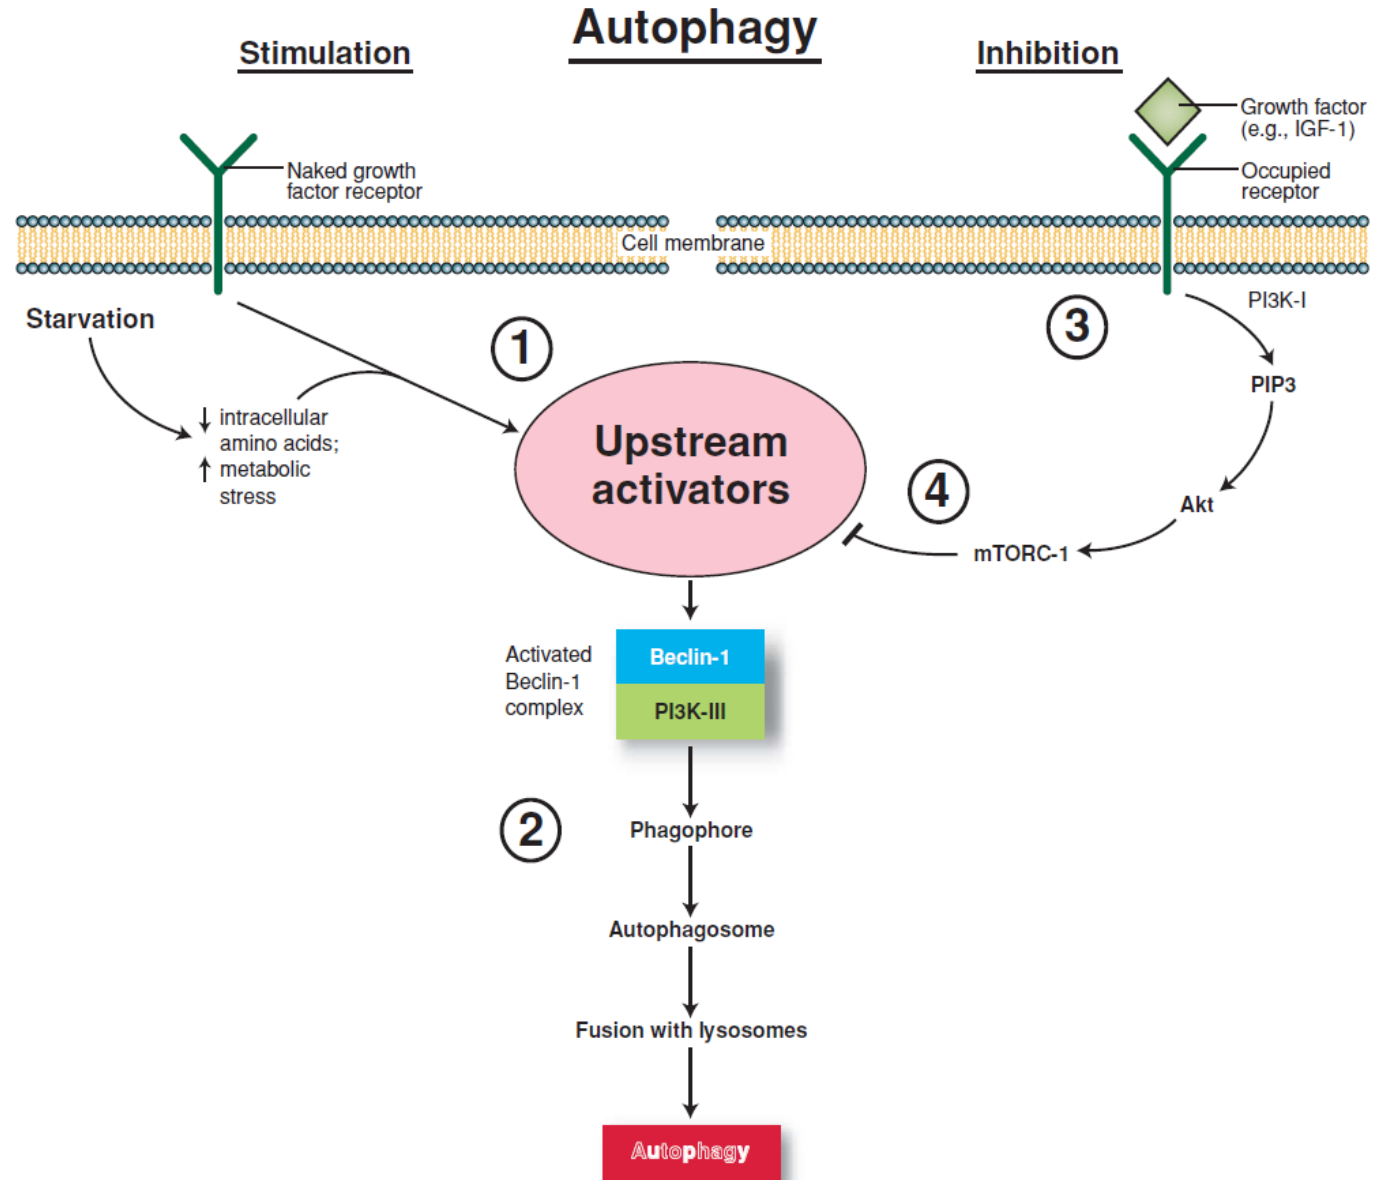 Autophagy
Stimulation
Inhibition
Growth factor
(e.g., IGF-1)
Naked growth
factor receptor
Occupied
receptor
Cell membrane
Starvation
PI3K-I
1
3
PIP3
↓ intracellular
amino acids;
↑ metabolic
stress
Upstream
activators
4
Akt
mTORC-1
Activated
Beclin-1
complex
Beclin-1
PI3K-III
2
Phagophore
Autophagosome
Fusion with lysosomes
Autophagy